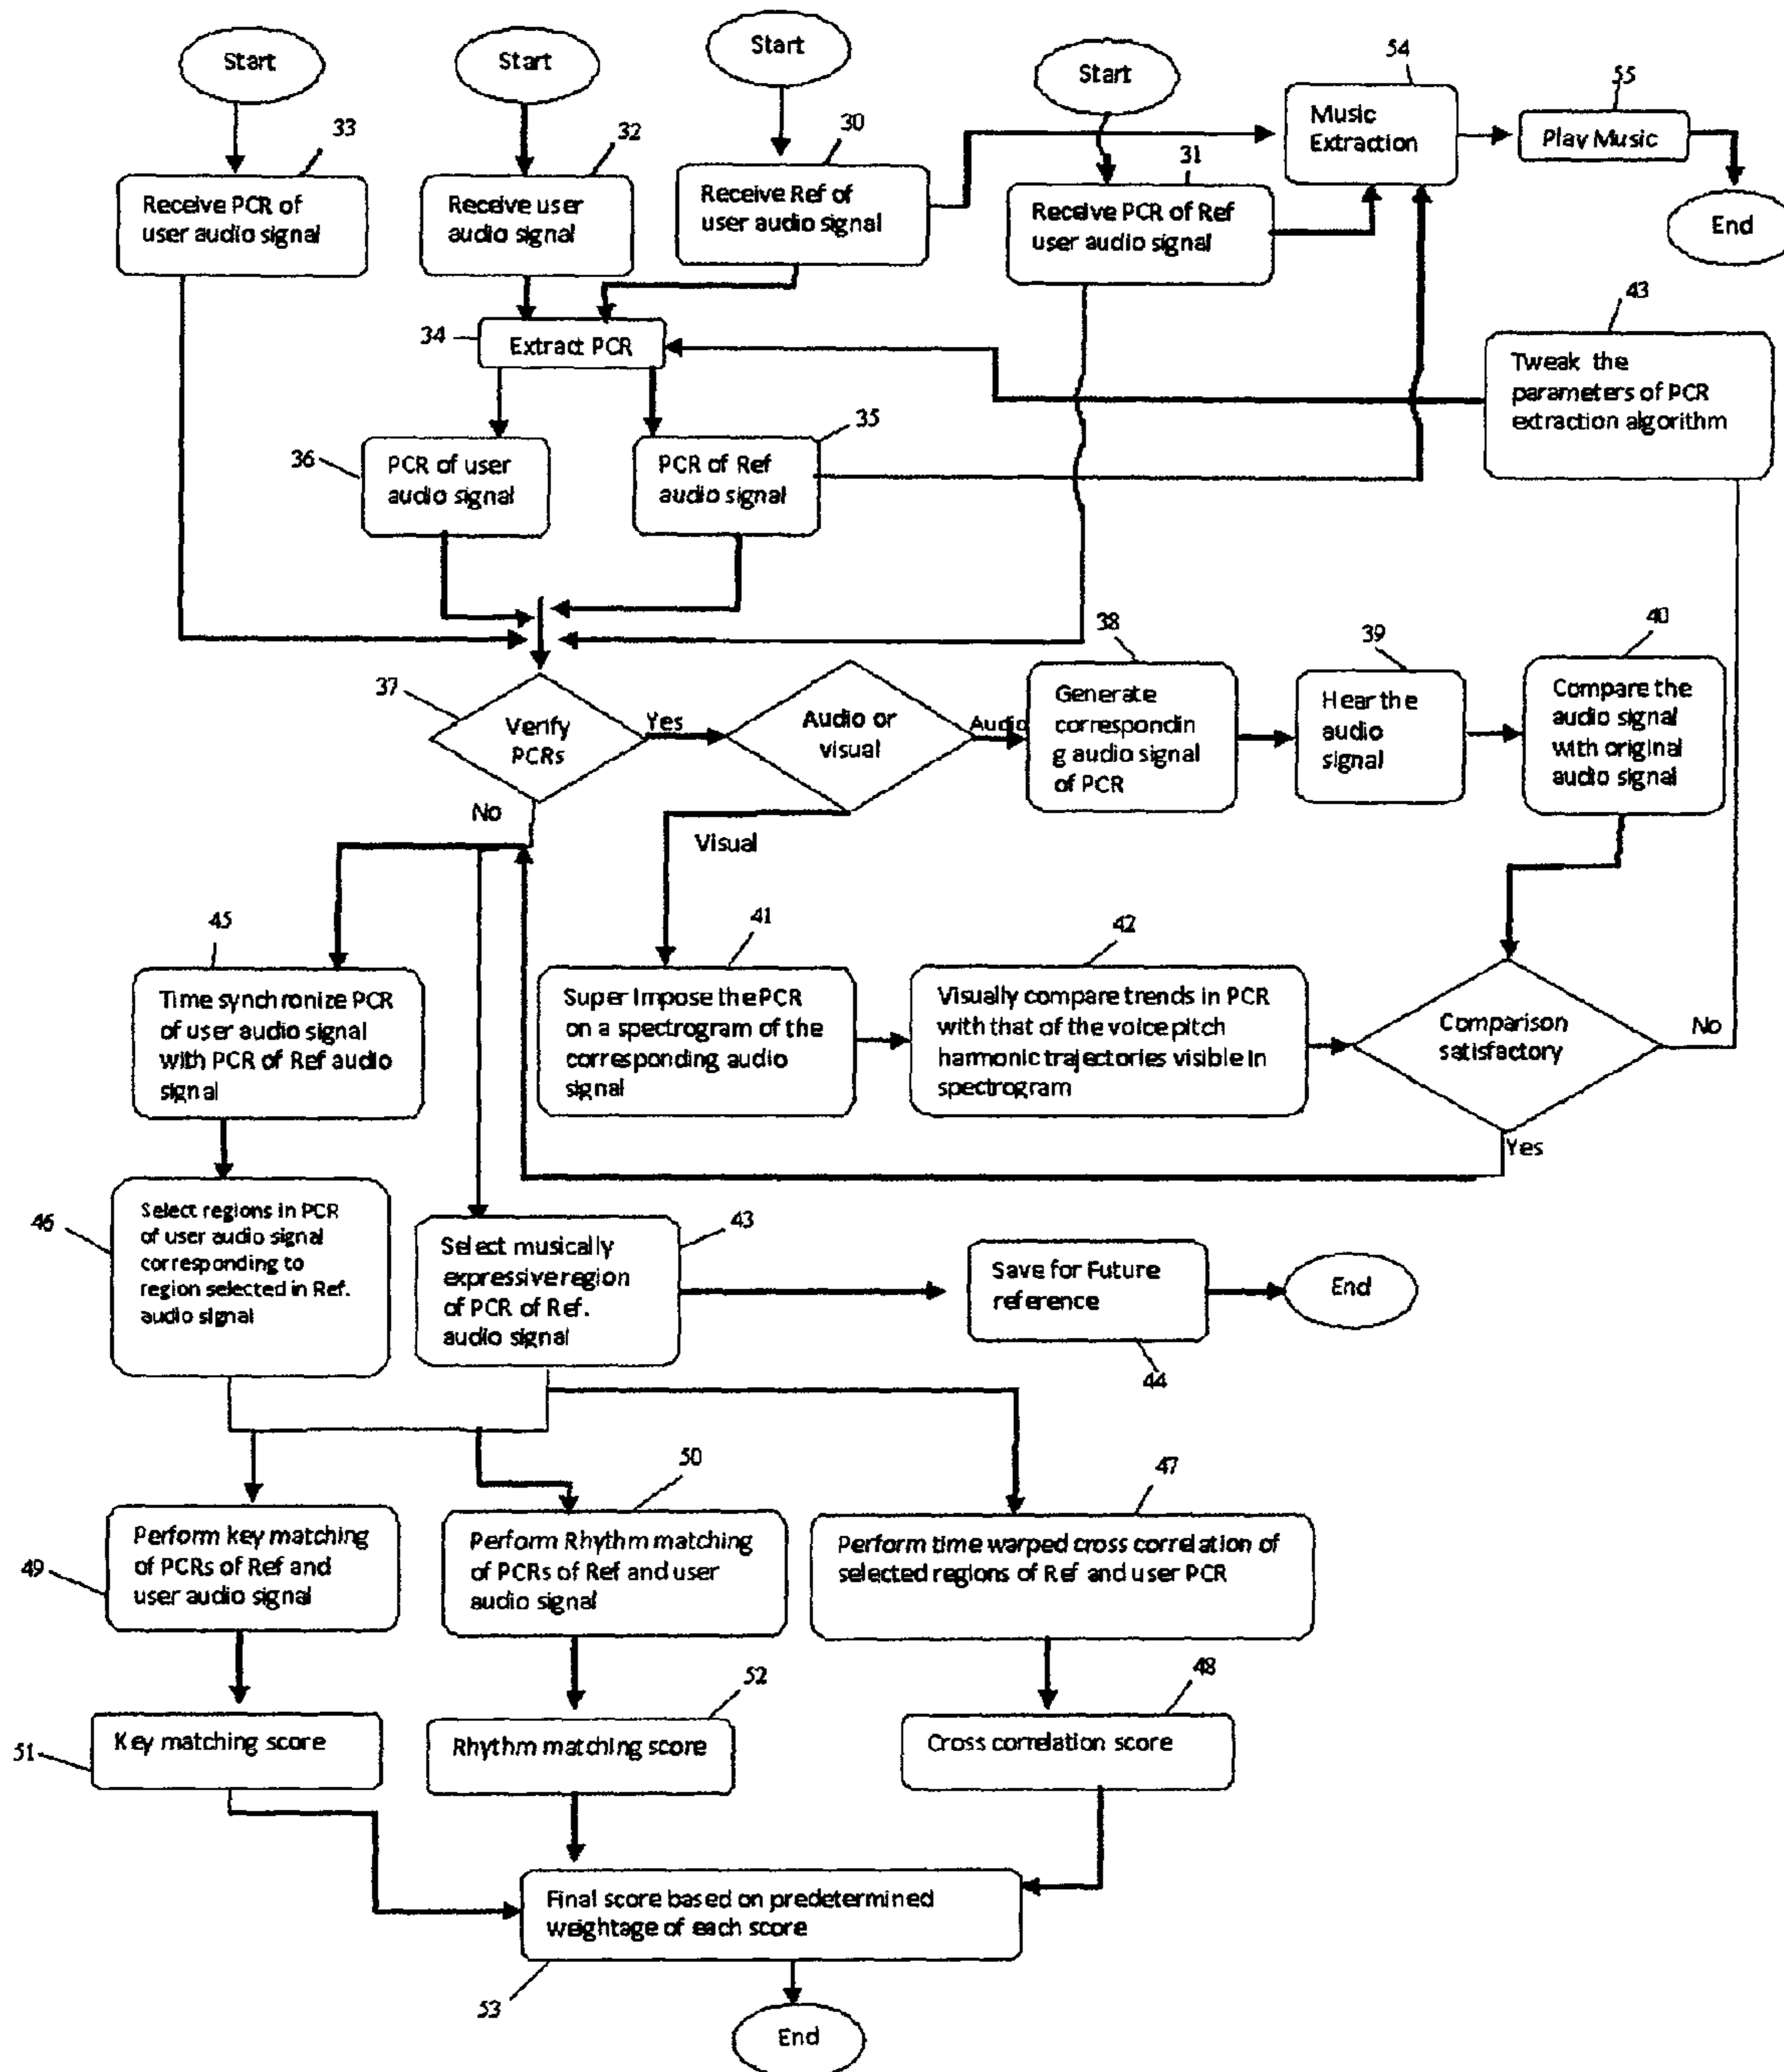 Start
Start
Start
Start
54
Music
Extraction
55
Play Music
End
33
Receive PCR of
user audio signal
32
Receive user
audio signal
30
Receive Ref of
user audio signal
31
Receive PCR of Ref
user audio signal
34
Extract PCR
43
Tweak the
parameters of PCR
extraction algorithm
36
PCR of user
audio signal
35
PCR of Ref
audio signal
37
Verify
PCRs
Yes
No
Audio or
visual
Audio
Visual
38
Generate
correspondin
g audio signal
of PCR
39
Hear the
audio
signal
40
Compare the
audio signal
with original
audio signal
45
Time synchronize PCR
of user audio signal
with PCR of Ref audio
signal
41
Super Impose the PCR
on a spectrogram of the
corresponding audio
signal
42
Visually compare trends in PCR
with that of the voice pitch
harmonic trajectories visible in
spectrogram
Comparison
satisfactory
No
Yes
46
Select regions in PCR
of user audio signal
corresponding to
region selected in Ref.
audio signal
43
Select musically
expressive region
of PCR of Ref.
audio signal
Save for Future
reference
44
End
49
Perform key matching
of PCRs of Ref and
user audio signal
50
Perform Rhythm matching
of PCRs of Ref and user
audio signal
47
Perform time warped cross correlation of
selected regions of Ref and user PCR
51
Key matching score
52
Rhythm matching score
48
Cross correlation score
Final score based on predetermined
weightage of each score
53
End